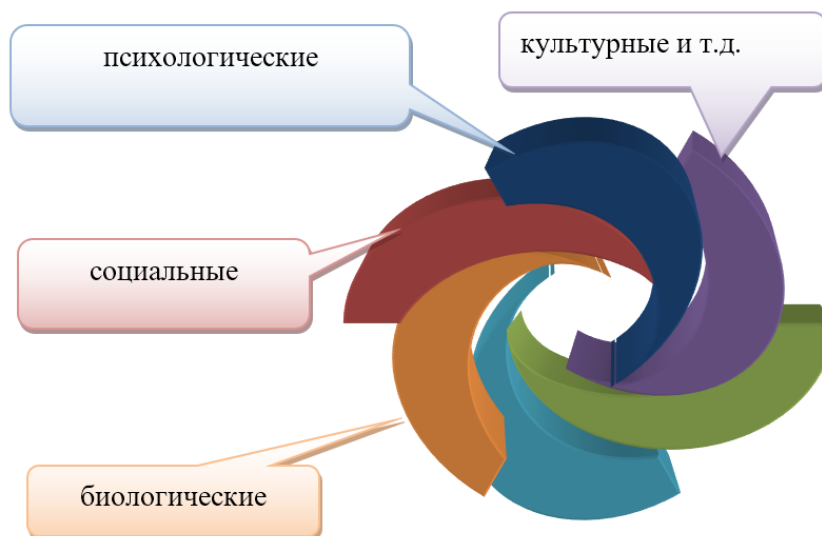 психологические
культурные и т.д.
социальные
биологические